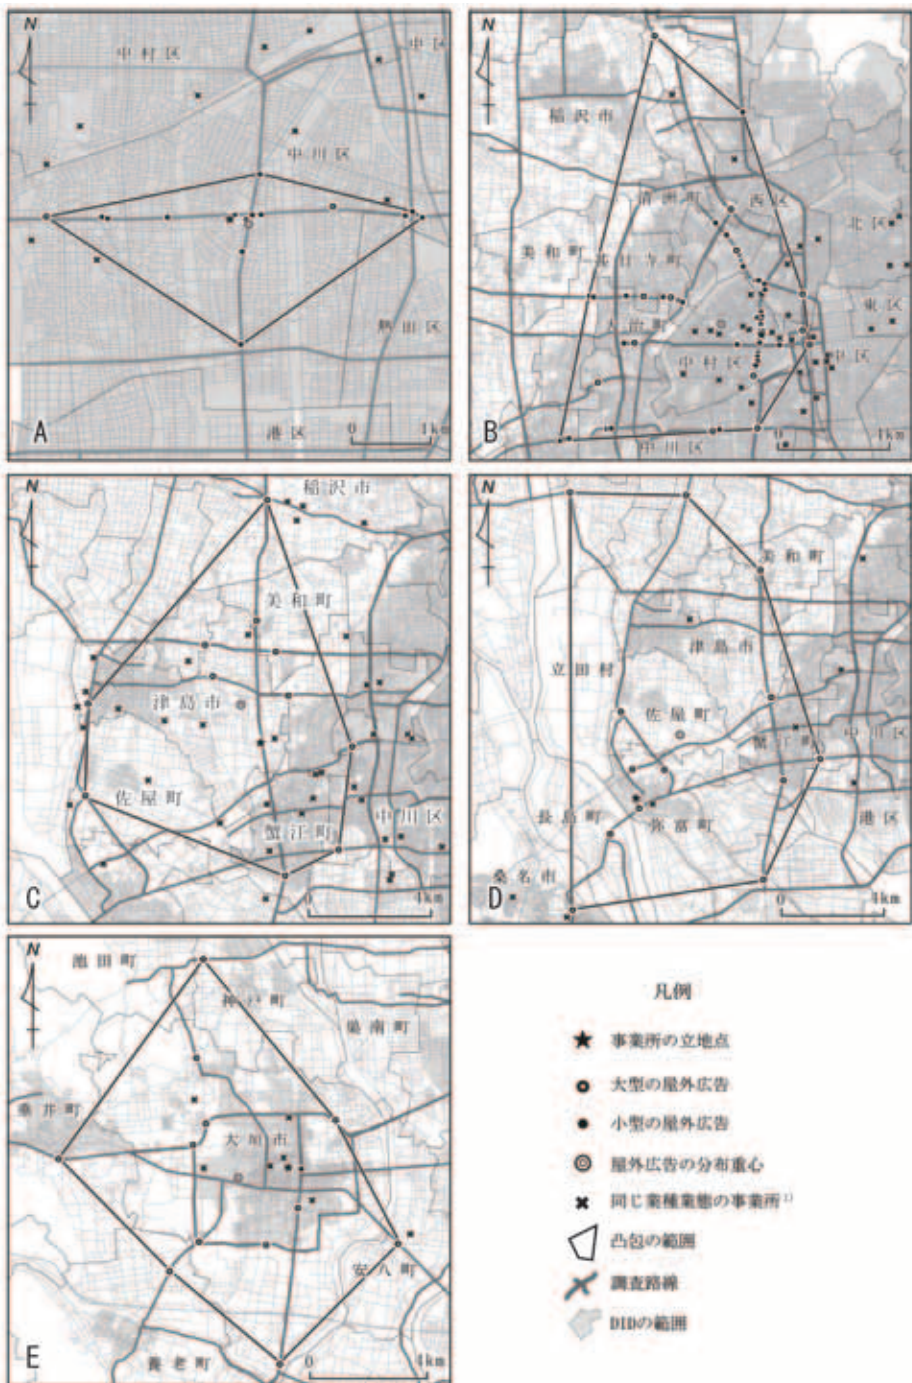 N
中村区
中区
中川区
熱田区
港区
A
0 1km
N
稲沢市
清洲町
西区
北区
美和町
甚目寺町
東区
大治町
中村区
中区
中川区
B
0 4km
N
稲沢市
美和町
津島市
佐屋町
蟹江町
中川区
C
0 4km
N
美和町
津島市
立田村
佐屋町
蟹江町
中川区
長島町
弥富町
港区
桑名市
D
0 4km
N
池田町
神戸町
巣南町
垂井町
大垣市
安八町
養老町
E
0 4km
凡例
事業所の立地点
大型の屋外広告
小型の屋外広告
屋外広告の分布重心
同じ業種業態の事業所¹⁾
凸包の範囲
調査路線
DIDの範囲